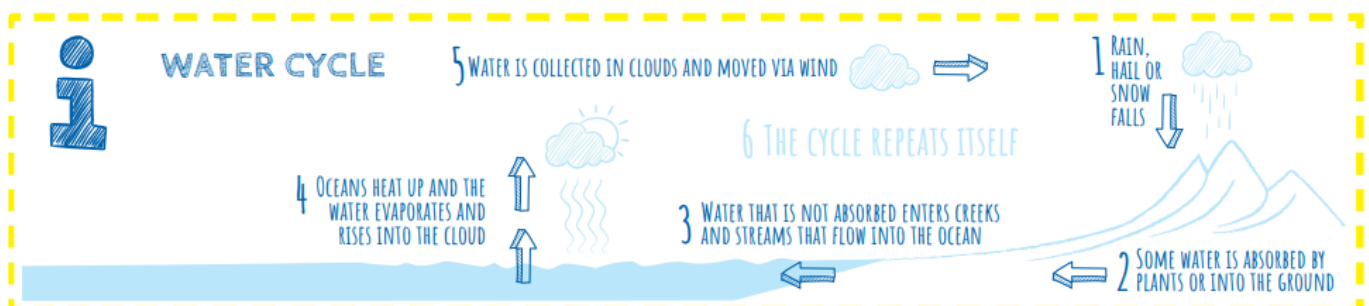 WATER CYCLE
1 RAIN,
HAIL OR
SNOW
FALLS
2 SOME WATER IS ABSORBED BY
PLANTS OR INTO THE GROUND
3 WATER THAT IS NOT ABSORBED ENTERS CREEKS
AND STREAMS THAT FLOW INTO THE OCEAN
4 OCEANS HEAT UP AND THE
WATER EVAPORATES AND
RISES INTO THE CLOUD
5 WATER IS COLLECTED IN CLOUDS AND MOVED VIA WIND
6 THE CYCLE REPEATS ITSELF